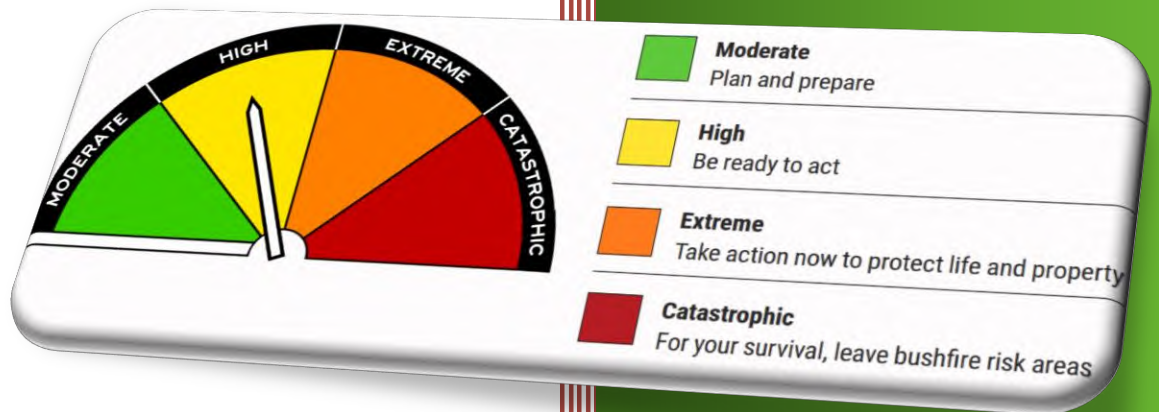 MODERATE
HIGH
EXTREME
CATASTROPHIC
Moderate
Plan and prepare
High
Be ready to act
Extreme
Take action now to protect life and property
Catastrophic
For your survival, leave bushfire risk areas